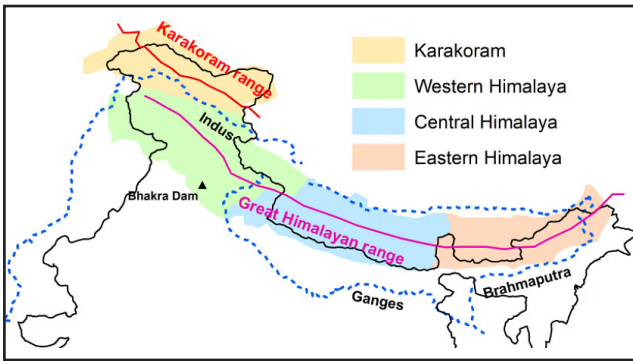 Karakoram range
Karakoram
Western Himalaya
Central Himalaya
Eastern Himalaya
Indus
Bhakra Dam
Great Himalayan range
Ganges
Brahmaputra